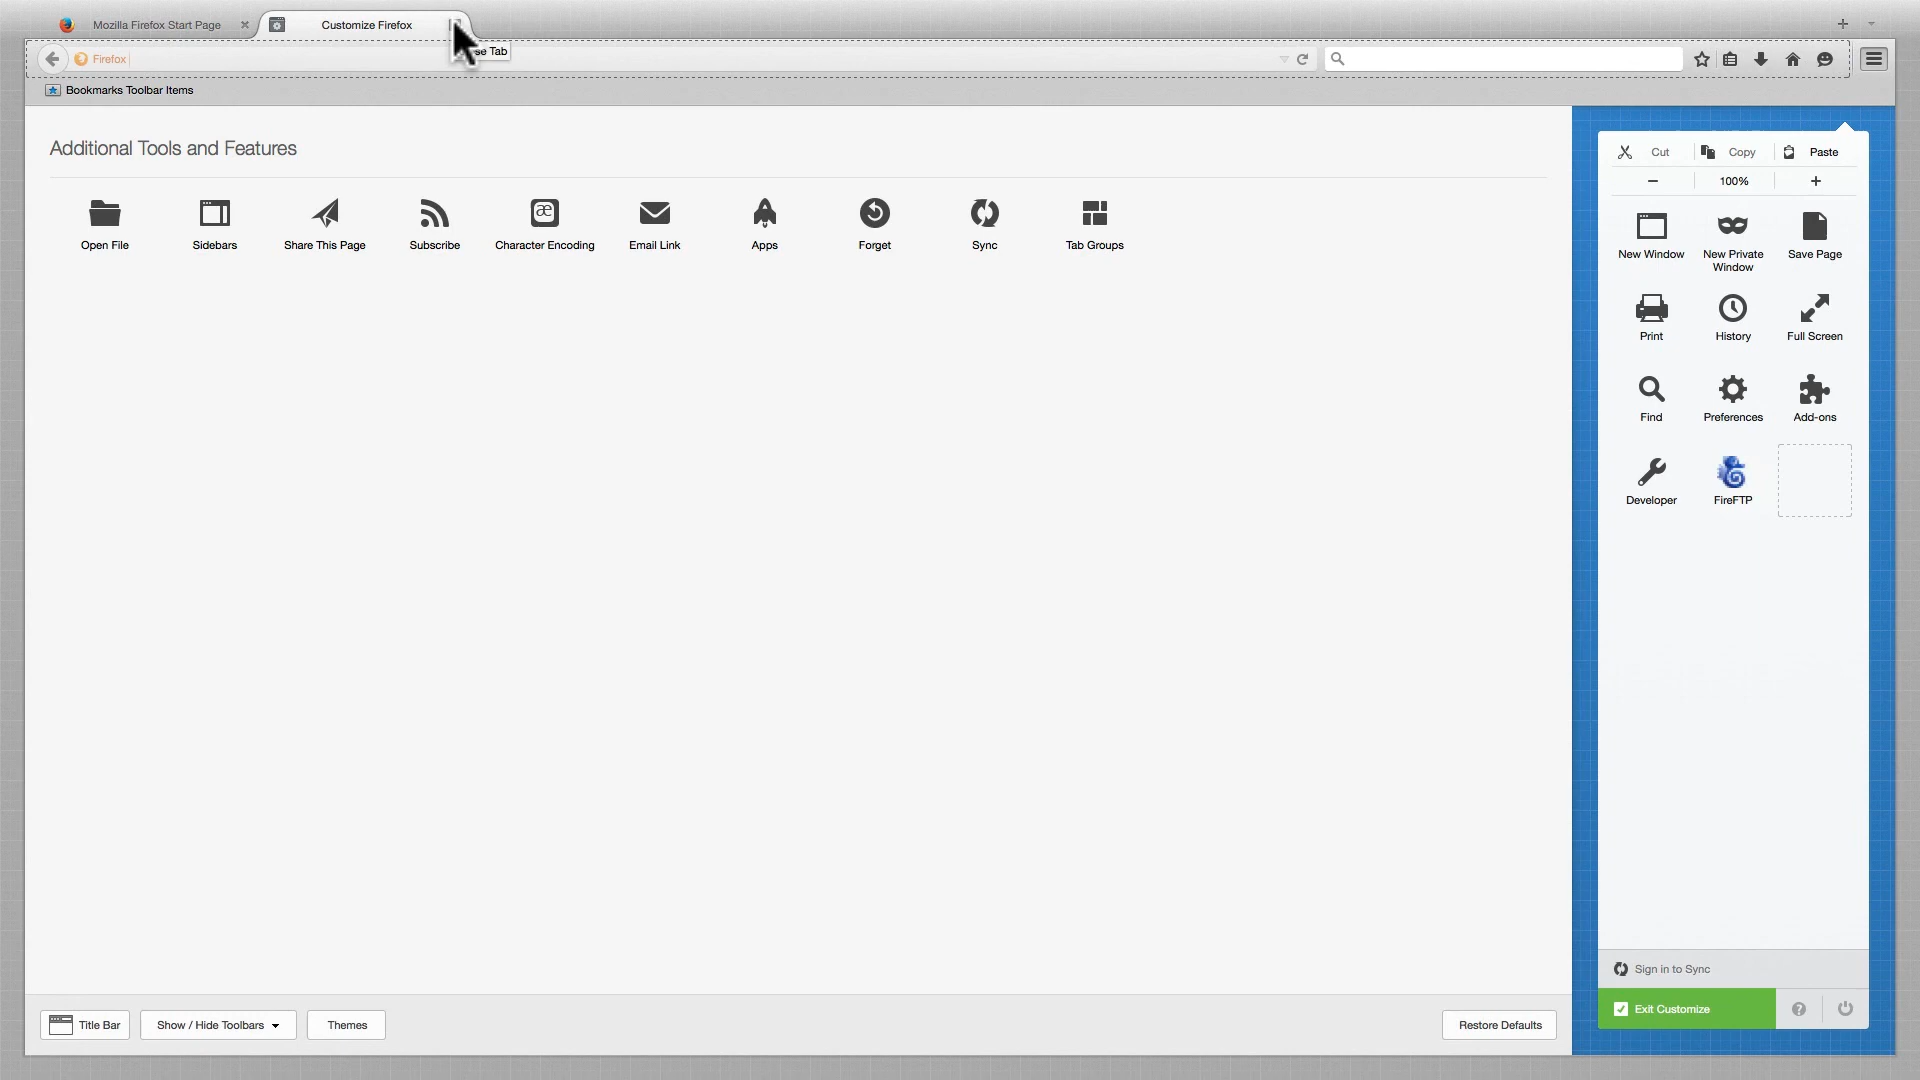 Mozilla Firefox Start Page
Customize Firefox
se Tab
Firefox
Bookmarks Toolbar Items
Additional Tools and Features
Open File
Sidebars
Share This Page
Subscribe
æ
Character Encoding
Email Link
Apps
Forget
Sync
Tab Groups
Cut
Copy
Paste
− 100% +
New Window
New Private
Window
Save Page
Print
History
Full Screen
Find
Preferences
Add-ons
Developer
FireFTP
Sign in to Sync
Exit Customize
?
Title Bar
Show / Hide Toolbars
Themes
Restore Defaults